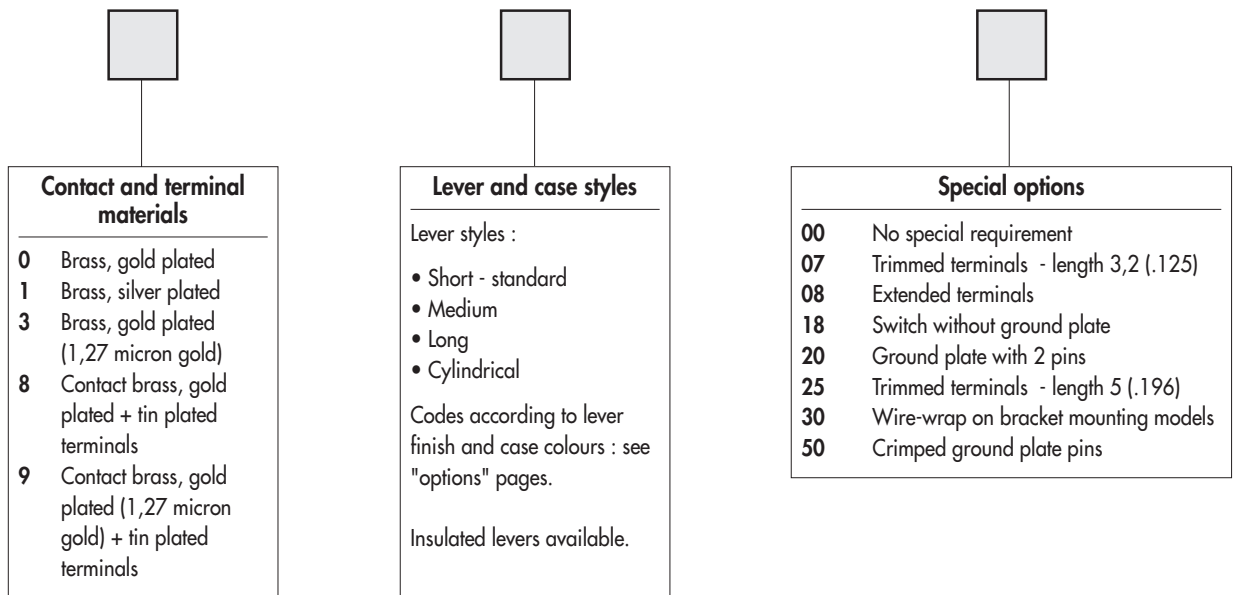 Contact and terminal
materials
0 Brass, gold plated
1 Brass, silver plated
3 Brass, gold plated
(1,27 micron gold)
8 Contact brass, gold
plated + tin plated
terminals
9 Contact brass, gold
plated (1,27 micron
gold) + tin plated
terminals
Lever and case styles
Lever styles :
• Short - standard
• Medium
• Long
• Cylindrical
Codes according to lever
finish and case colours : see
"options" pages.
Insulated levers available.
Special options
00 No special requirement
07 Trimmed terminals - length 3,2 (.125)
08 Extended terminals
18 Switch without ground plate
20 Ground plate with 2 pins
25 Trimmed terminals - length 5 (.196)
30 Wire-wrap on bracket mounting models
50 Crimped ground plate pins